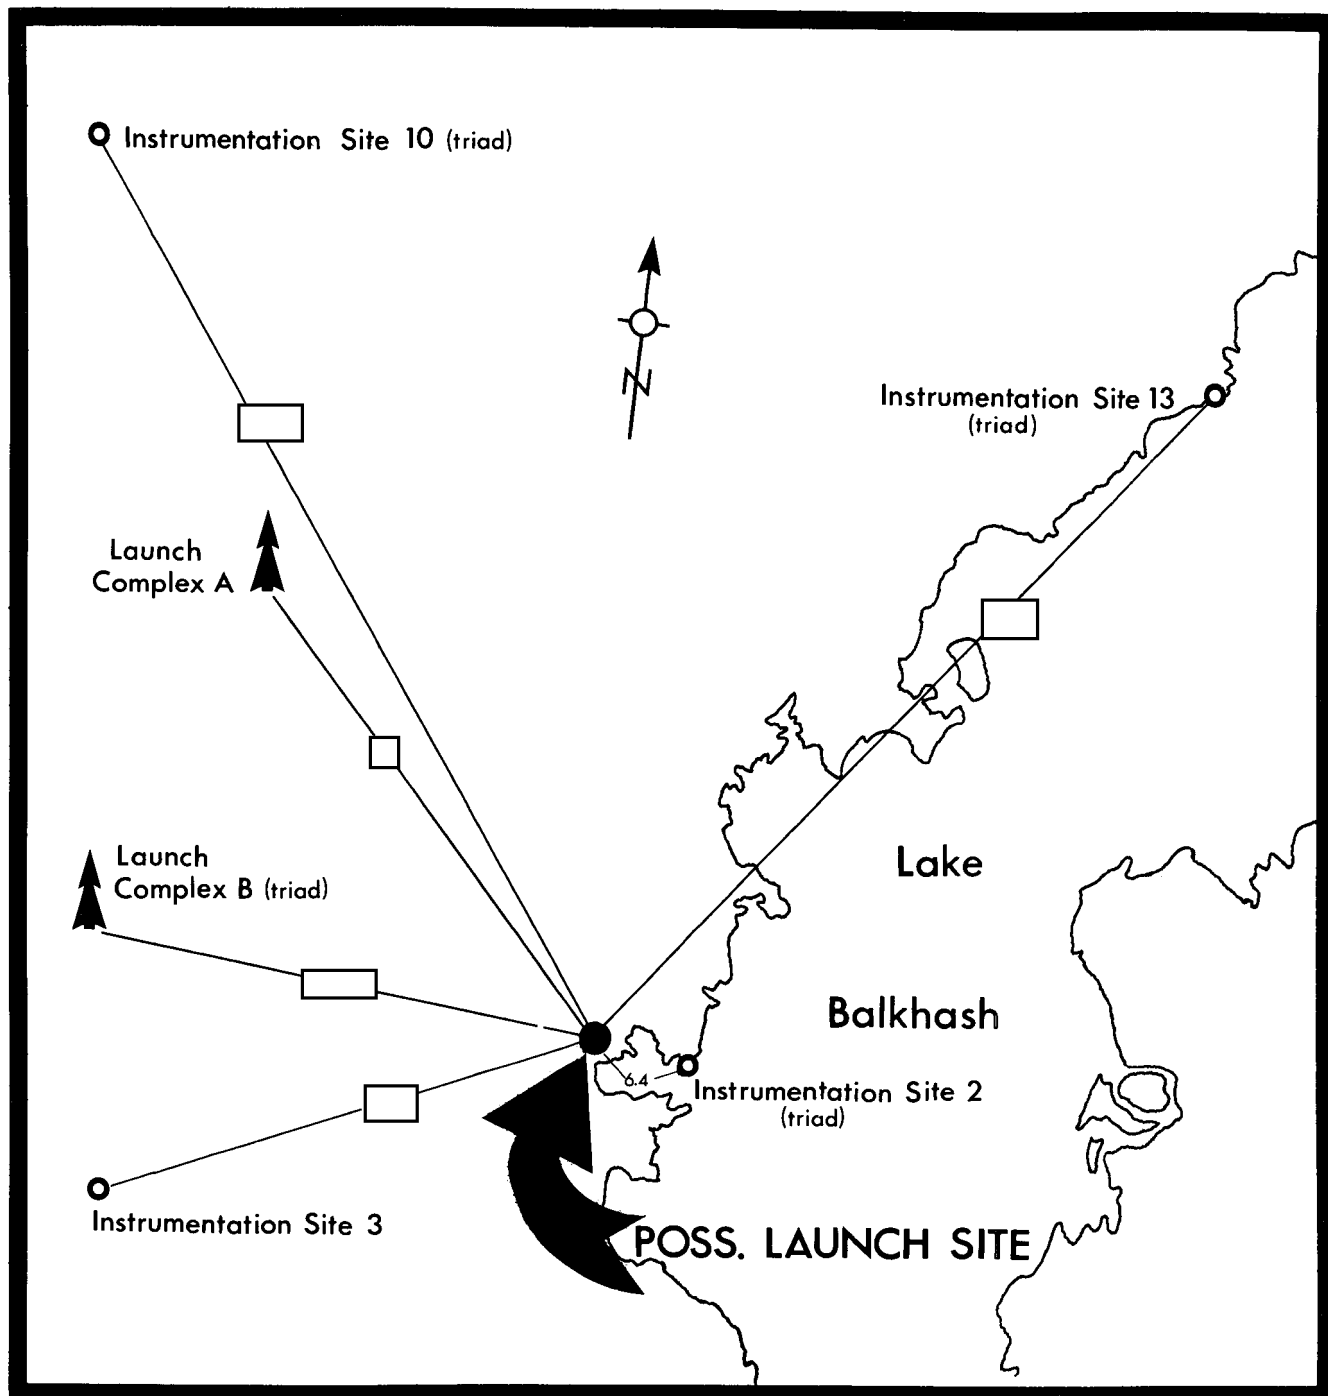 Instrumentation Site 10 (triad)
N
Instrumentation Site 13
(triad)
Launch
Complex A
Launch
Complex B (triad)
Lake
Balkhash
6.4
Instrumentation Site 2
(triad)
Instrumentation Site 3
POSS. LAUNCH SITE